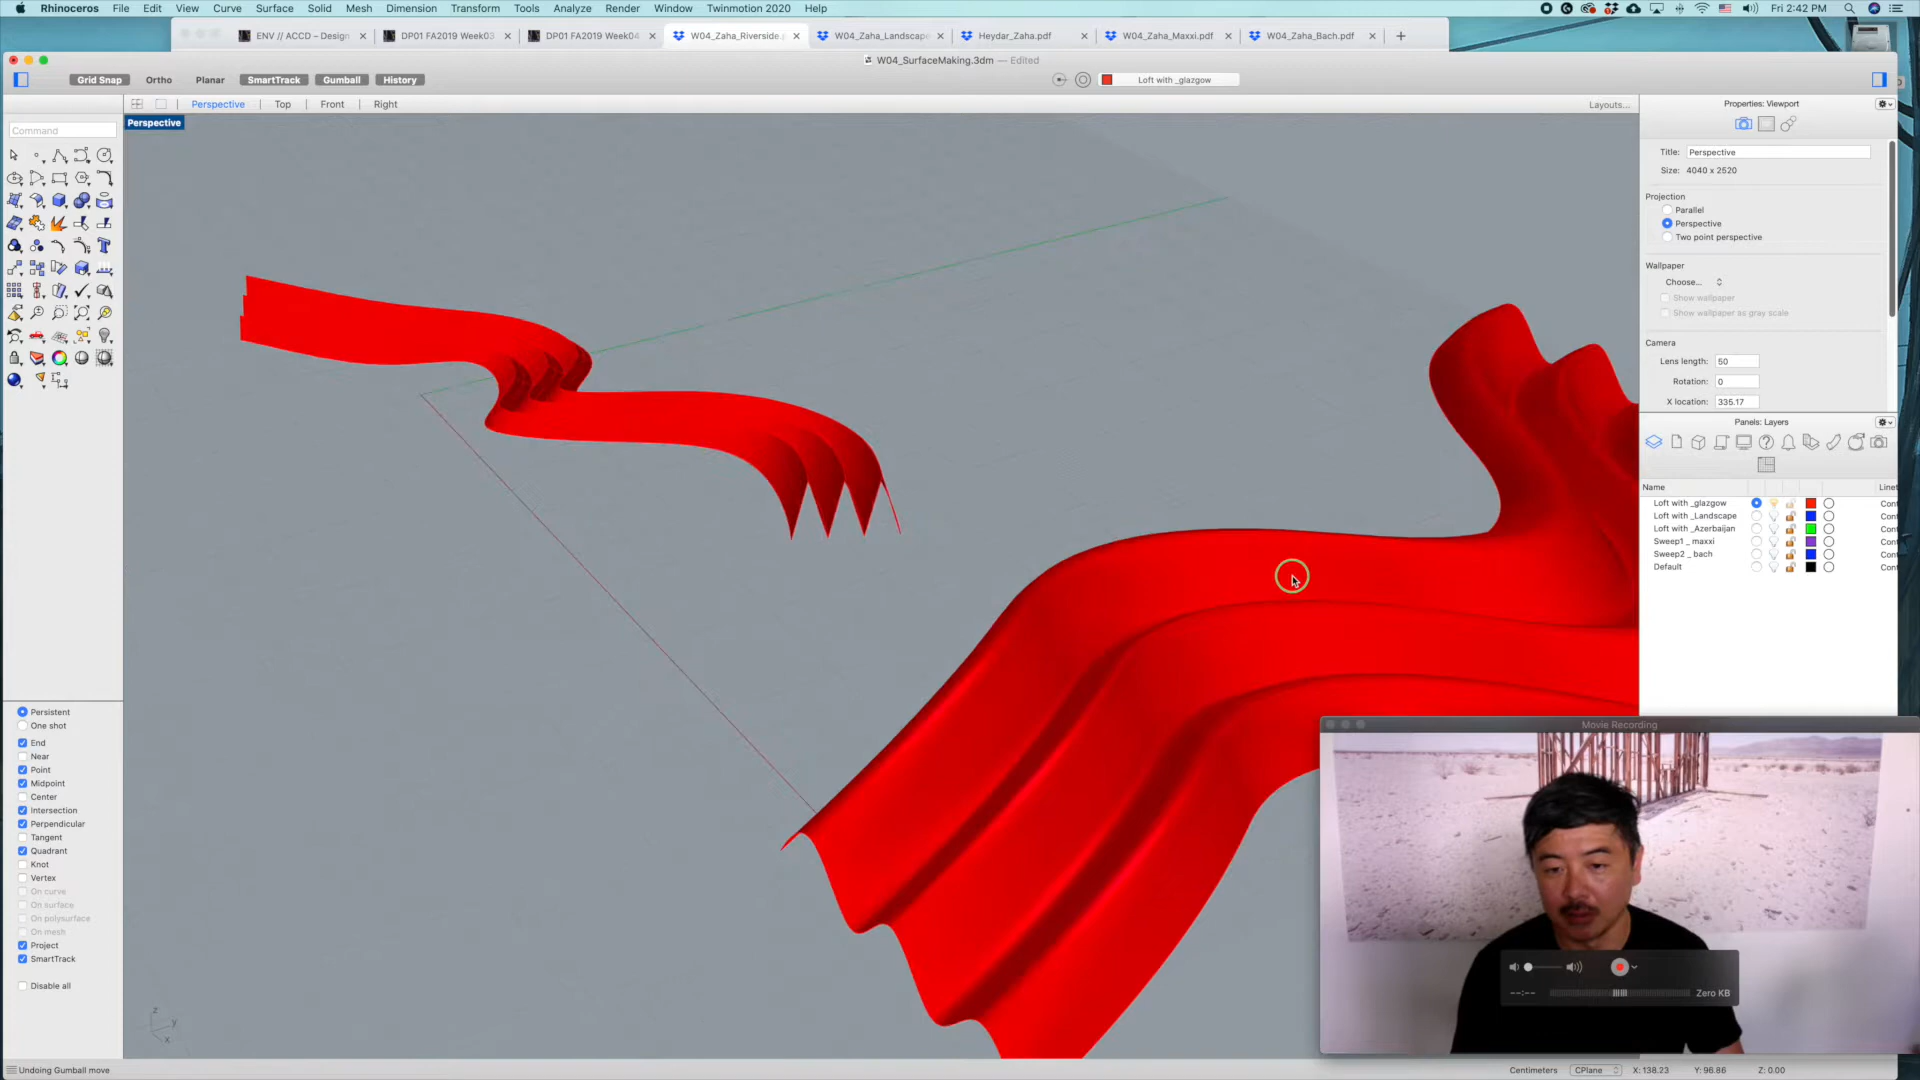 Rhinoceros File Edit View Curve Surface Solid Mesh Dimension Transform Tools Analyze Render Window Twinmotion 2020 Help
Fri 2:42 PM
ENV // ACCD – Design
DP01 FA2019 Week03
DP01 FA2019 Week04
W04_Zaha_Riverside.
W04_Zaha_Landscape
Heydar_Zaha.pdf
W04_Zaha_Maxxi.pdf
W04_Zaha_Bach.pdf
W04_SurfaceMaking.3dm — Edited
Grid Snap Ortho Planar SmartTrack Gumball History
Loft with _glazgow
Perspective Top Front Right
Layouts...
Perspective
Command
Persistent
One shot
End
Near
Point
Midpoint
Center
Intersection
Perpendicular
Tangent
Quadrant
Knot
Vertex
On curve
On surface
On polysurface
On mesh
Project
SmartTrack
Disable all
z
y
x
Properties: Viewport
Title: Perspective
Size: 4040 x 2520
Projection
Parallel
Perspective
Two point perspective
Wallpaper
Choose...
Show wallpaper
Show wallpaper as gray scale
Camera
Lens length: 50
Rotation: 0
X location: 335.17
Panels: Layers
Name Linet
Loft with _glazgow Cont
Loft with _Landscape Cont
Loft with _Azerbaijan Cont
Sweep1 _ maxxi Cont
Sweep2 _ bach Cont
Default Cont
Movie Recording
--:--
Zero KB
Undoing Gumball move
Centimeters CPlane X: 138.23 Y: 96.86 Z: 0.00